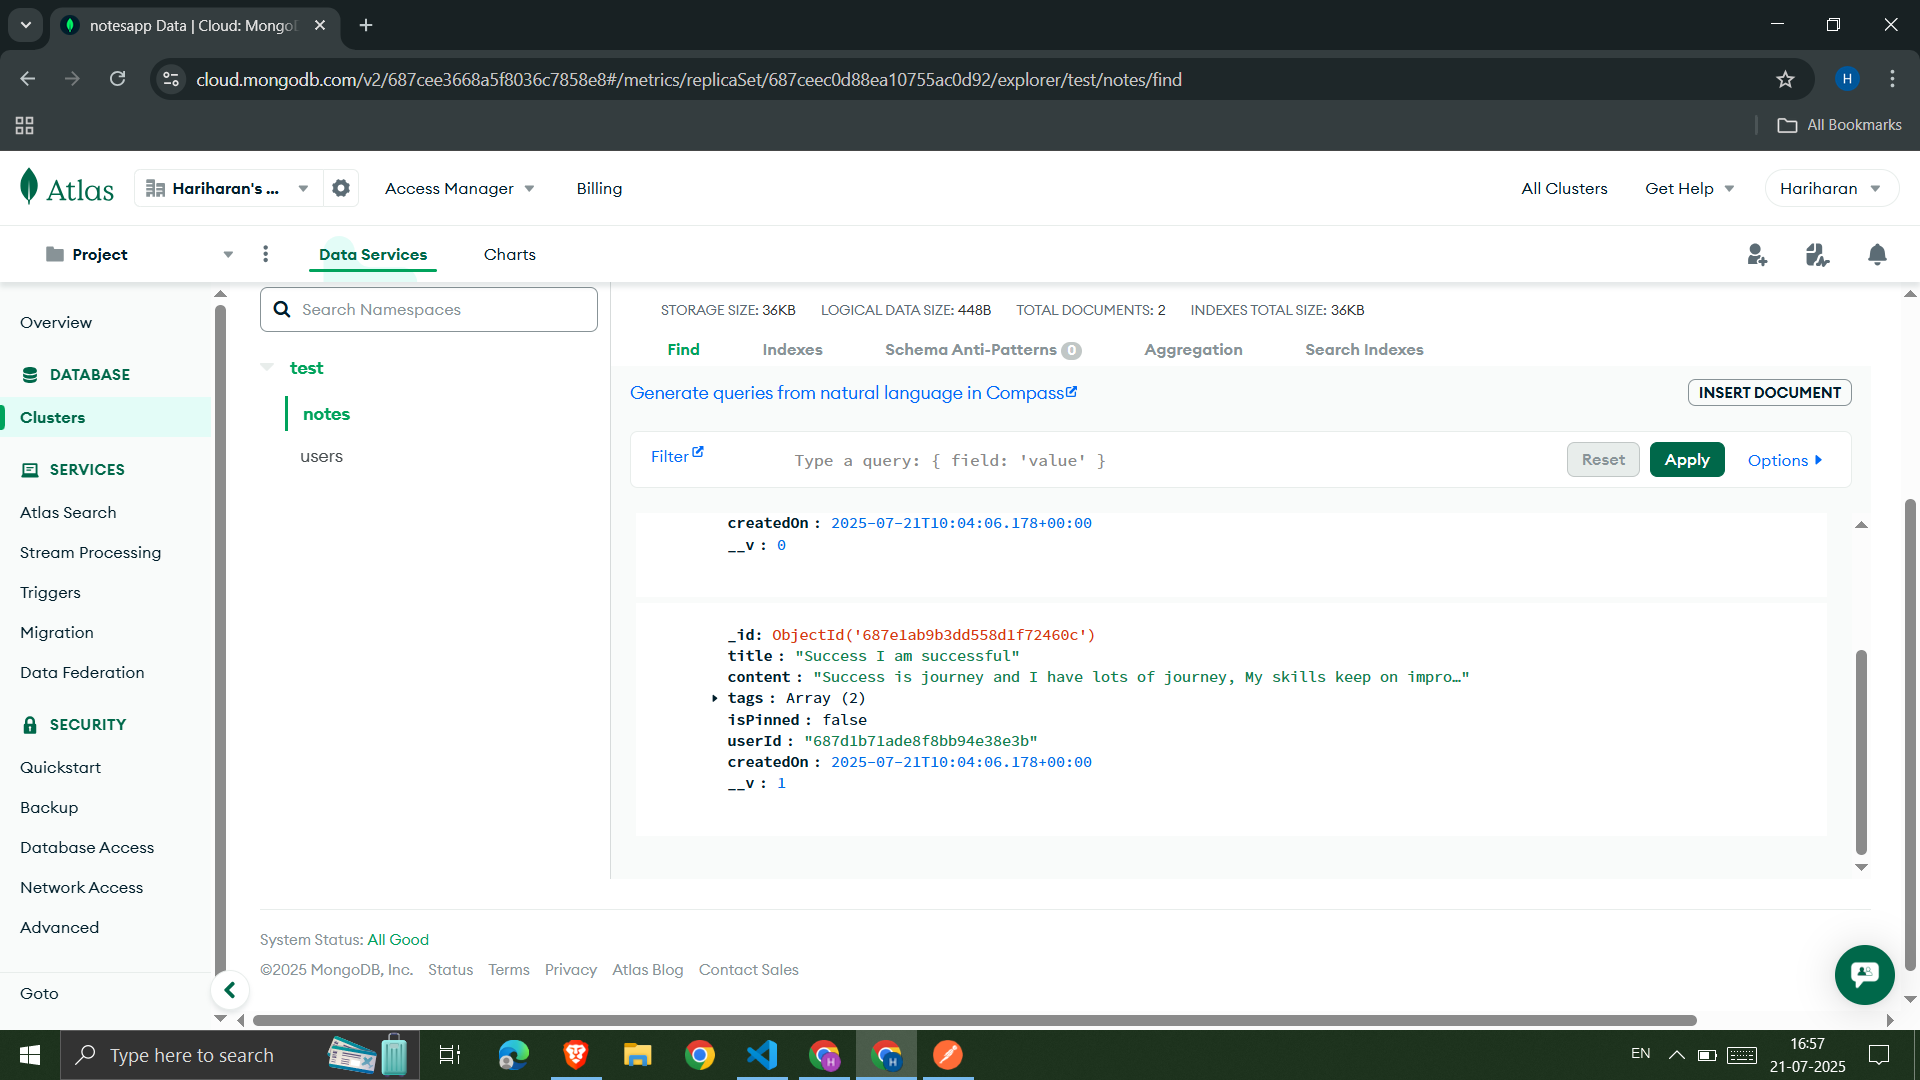 notesapp Data | Cloud: MongoD
cloud.mongodb.com/v2/687cee3668a5f8036c7858e8#/metrics/replicaSet/687ceec0d88ea10755ac0d92/explorer/test/notes/find
H
All Bookmarks
Atlas
Hariharan's ...
Access Manager
Billing
All Clusters
Get Help
Hariharan
Project
Data Services
Charts
Overview
DATABASE
Clusters
SERVICES
Atlas Search
Stream Processing
Triggers
Migration
Data Federation
SECURITY
Quickstart
Backup
Database Access
Network Access
Advanced
Goto
Search Namespaces
test
notes
users
STORAGE SIZE: 36KB LOGICAL DATA SIZE: 448B TOTAL DOCUMENTS: 2 INDEXES TOTAL SIZE: 36KB
Find Indexes Schema Anti-Patterns 0 Aggregation Search Indexes
Generate queries from natural language in Compass
INSERT DOCUMENT
Filter
Type a query: { field: 'value' }
Reset
Apply
Options
createdOn : 2025-07-21T10:04:06.178+00:00
__v : 0
_id: ObjectId('687e1ab9b3dd558d1f72460c')
title : "Success I am successful"
content : "Success is journey and I have lots of journey, My skills keep on impro…"
tags : Array (2)
isPinned : false
userId : "687d1b71ade8f8bb94e38e3b"
createdOn : 2025-07-21T10:04:06.178+00:00
__v : 1
System Status: All Good
©2025 MongoDB, Inc. Status Terms Privacy Atlas Blog Contact Sales
Type here to search
H
H
EN
16:57
21-07-2025